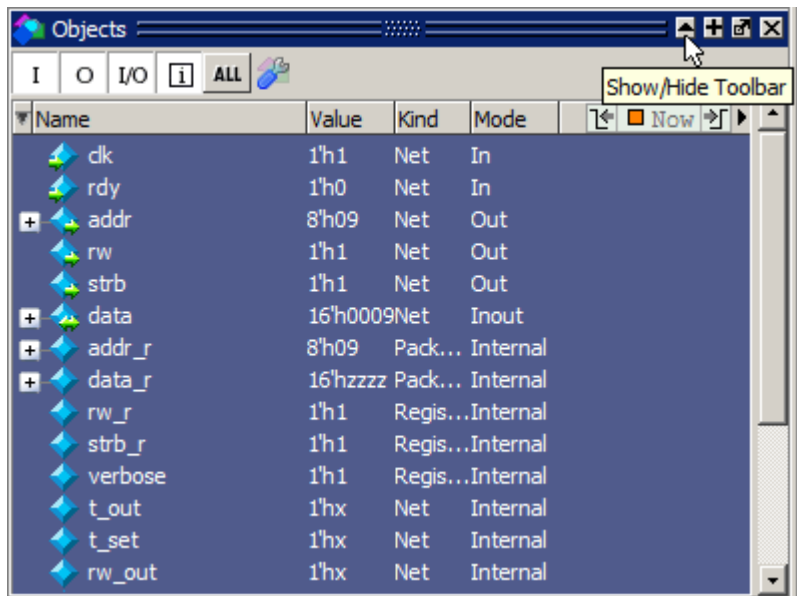 Objects
I O I/O i ALL
Show/Hide Toolbar
Name Value Kind Mode Now
clk 1'h1 Net In
rdy 1'h0 Net In
addr 8'h09 Net Out
rw 1'h1 Net Out
strb 1'h1 Net Out
data 16'h0009 Net Inout
addr_r 8'h09 Pack... Internal
data_r 16'hzzzz Pack... Internal
rw_r 1'h1 Regis... Internal
strb_r 1'h1 Regis... Internal
verbose 1'h1 Regis... Internal
t_out 1'hx Net Internal
t_set 1'hx Net Internal
rw_out 1'hx Net Internal